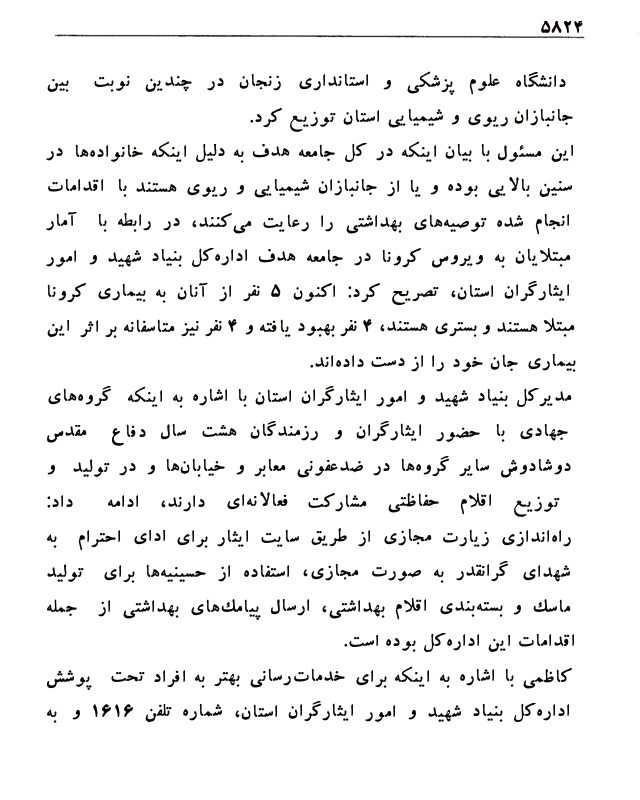 ۵۸۲۴
دانشگاه علوم پزشکی و استانداری زنجان در چندین نوبت بین
جانبازان ریوی و شیمیایی استان توزیع کرد.
این مسئول با بیان اینکه در کل جامعه هدف به دلیل اینکه خانواده‌ها در
سنین بالایی بوده و یا از جانبازان شیمیایی و ریوی هستند با اقدامات
انجام شده توصیه‌های بهداشتی را رعایت می‌کنند، در رابطه با آمار
مبتلایان به ویروس کرونا در جامعه هدف اداره‌کل بنیاد شهید و امور
ایثارگران استان، تصریح کرد: اکنون ۵ نفر از آنان به بیماری کرونا
مبتلا هستند و بستری هستند، ۴ نفر بهبود یافته و ۴ نفر نیز متاسفانه بر اثر این
بیماری جان خود را از دست داده‌اند.
مدیرکل بنیاد شهید و امور ایثارگران استان با اشاره به اینکه گروه‌های
جهادی با حضور ایثارگران و رزمندگان هشت سال دفاع مقدس
دوشادوش سایر گروه‌ها در ضدعفونی معابر و خیابان‌ها و در تولید و
توزیع اقلام حفاظتی مشارکت فعالانه‌ای دارند، ادامه داد:
راه‌اندازی زیارت مجازی از طریق سایت ایثار برای ادای احترام به
شهدای گرانقدر به صورت مجازی، استفاده از حسینیه‌ها برای تولید
ماسك و بسته‌بندی اقلام بهداشتی، ارسال پیامك‌های بهداشتی از جمله
اقدامات این اداره‌کل بوده است.
کاظمی با اشاره به اینکه برای خدمات‌رسانی بهتر به افراد تحت پوشش
اداره‌کل بنیاد شهید و امور ایثارگران استان، شماره تلفن ۱۶۱۶ و به